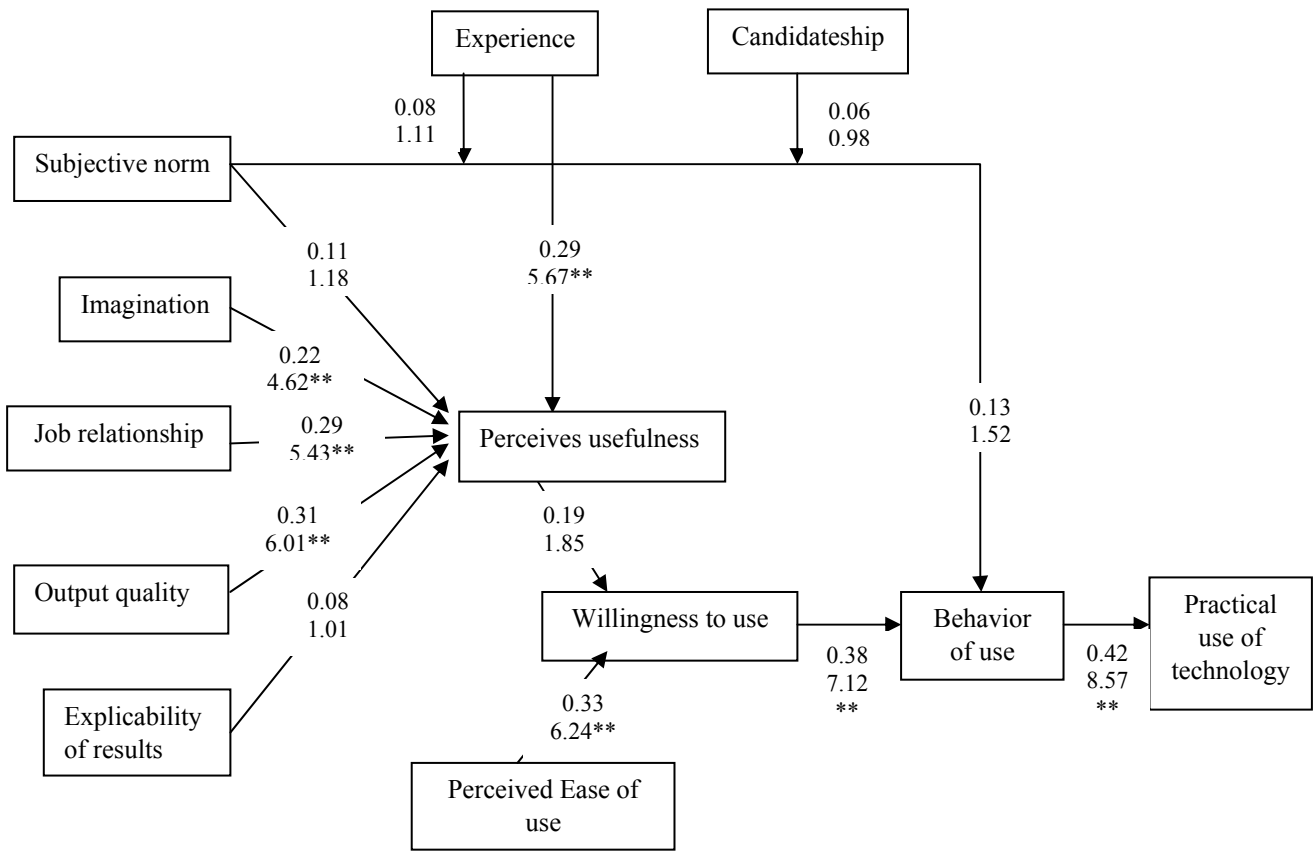 Experience
Candidateship
0.08
1.11
0.06
0.98
Subjective norm
0.11
1.18
0.29
5.67**
Imagination
0.22
4.62**
Job relationship
0.29
5.43**
Perceives usefulness
0.13
1.52
0.31
6.01**
0.19
1.85
Output quality
0.08
1.01
Willingness to use
Behavior
of use
Practical
use of
technology
0.38
7.12
**
0.42
8.57
**
Explicability
of results
0.33
6.24**
Perceived Ease of
use